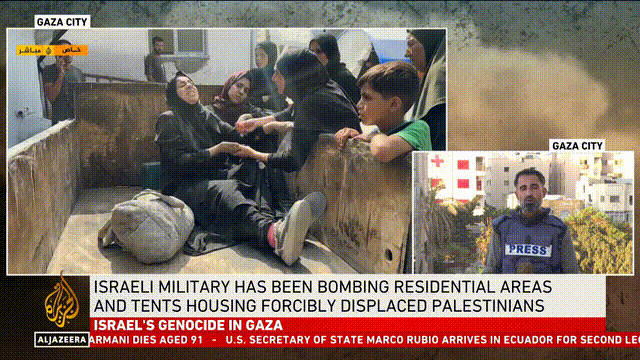 GAZA CITY
مباشر
خاص
GAZA CITY
PRESS
ISRAELI MILITARY HAS BEEN BOMBING RESIDENTIAL AREAS
AND TENTS HOUSING FORCIBLY DISPLACED PALESTINIANS
ISRAEL'S GENOCIDE IN GAZA
ALJAZEERA
ARMANI DIES AGED 91 - U.S. SECRETARY OF STATE MARCO RUBIO ARRIVES IN ECUADOR FOR SECOND LE